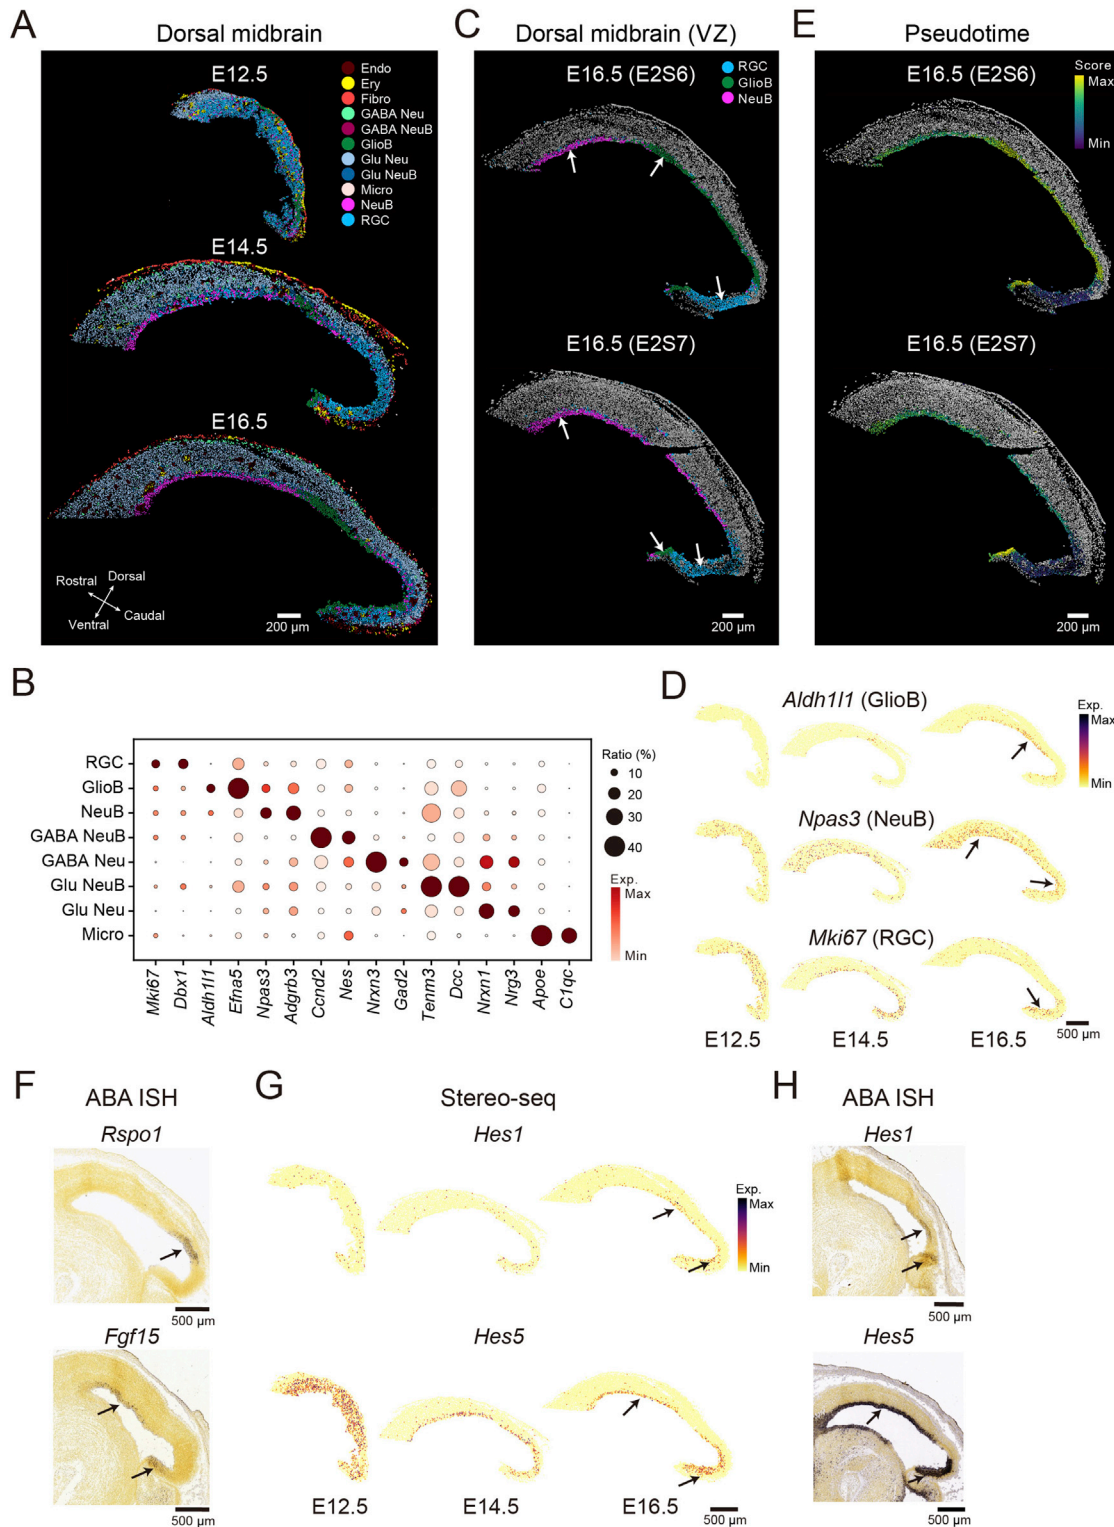 A
Dorsal midbrain
E12.5
Endo
Ery
Fibro
GABA Neu
GABA NeuB
GlioB
Glu Neu
Glu NeuB
Micro
NeuB
RGC
E14.5
E16.5
Rostral
Dorsal
Ventral
Caudal
200 μm
C
Dorsal midbrain (VZ)
E16.5 (E2S6)
RGC
GlioB
NeuB
E16.5 (E2S7)
200 μm
E
Pseudotime
E16.5 (E2S6)
Score
Max
Min
E16.5 (E2S7)
200 μm
B
RGC
GlioB
NeuB
GABA NeuB
GABA Neu
Glu NeuB
Glu Neu
Micro
Mki67
Dbx1
Aldh1l1
Efna5
Npas3
Adgrb3
Ccnd2
Nes
Nrxn3
Gad2
Tenm3
Dcc
Nrxn1
Nrg3
Apoe
C1qc
Ratio (%)
10
20
30
40
Exp.
Max
Min
D
Aldh1l1 (GlioB)
Exp.
Max
Min
Npas3 (NeuB)
Mki67 (RGC)
E12.5
E14.5
E16.5
500 μm
F
ABA ISH
Rspo1
500 μm
Fgf15
500 μm
G
Stereo-seq
Hes1
Exp.
Max
Min
Hes5
E12.5
E14.5
E16.5
500 μm
H
ABA ISH
Hes1
500 μm
Hes5
500 μm